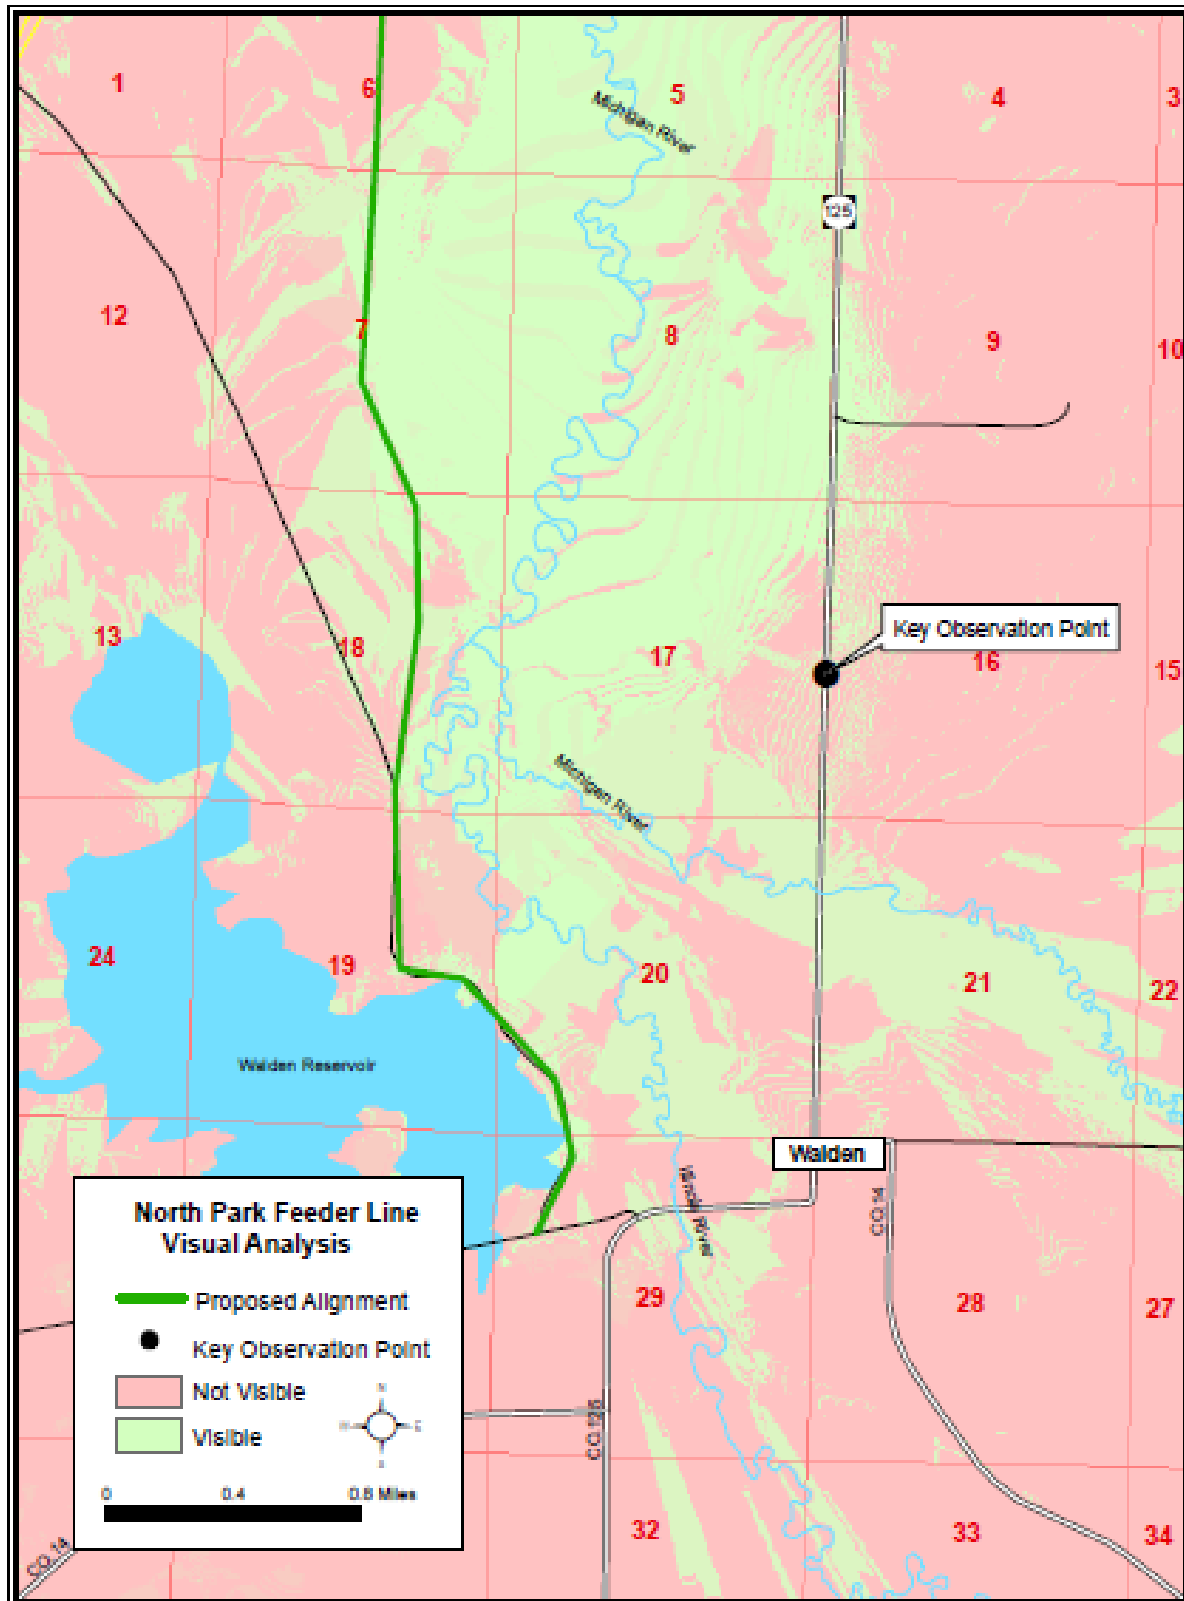 1
6
5
4
3
Michigan River
125
12
7
8
9
10
Key Observation Point
13
18
17
16
15
Michigan River
24
19
20
21
22
Walden Reservoir
Walden
River
CO 14
North Park Feeder Line
Visual Analysis
Proposed Alignment
Key Observation Point
Not Visible
Visible
N
E
S
0 0.4 0.8 Miles
29
28
27
CO 125
32
33
34
CO 14